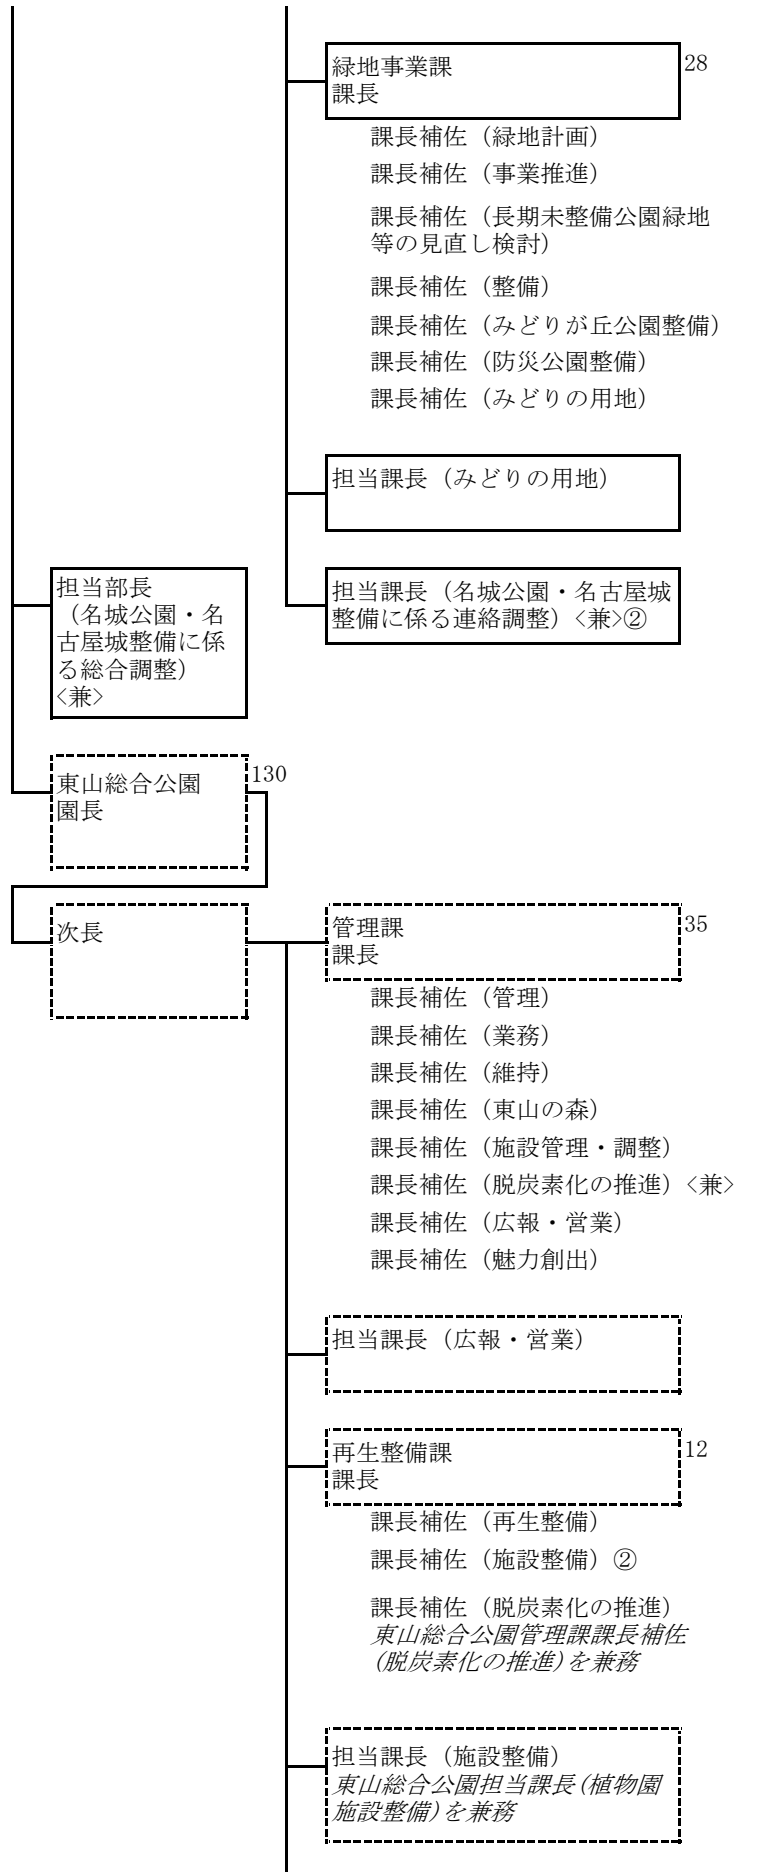 緑地事業課
課長
28
課長補佐（緑地計画）
課長補佐（事業推進）
課長補佐（長期未整備公園緑地
等の見直し検討）
課長補佐（整備）
課長補佐（みどりが丘公園整備）
課長補佐（防災公園整備）
課長補佐（みどりの用地）
担当課長（みどりの用地）
担当課長（名城公園・名古屋城
整備に係る連絡調整）<兼>②
担当部長
（名城公園・名
古屋城整備に係
る総合調整）
<兼>
東山総合公園
園長
130
次長
管理課
課長
35
課長補佐（管理）
課長補佐（業務）
課長補佐（維持）
課長補佐（東山の森）
課長補佐（施設管理・調整）
課長補佐（脱炭素化の推進）<兼>
課長補佐（広報・営業）
課長補佐（魅力創出）
担当課長（広報・営業）
再生整備課
課長
12
課長補佐（再生整備）
課長補佐（施設整備）②
課長補佐（脱炭素化の推進）
東山総合公園管理課課長補佐
(脱炭素化の推進)を兼務
担当課長（施設整備）
東山総合公園担当課長(植物園
施設整備)を兼務